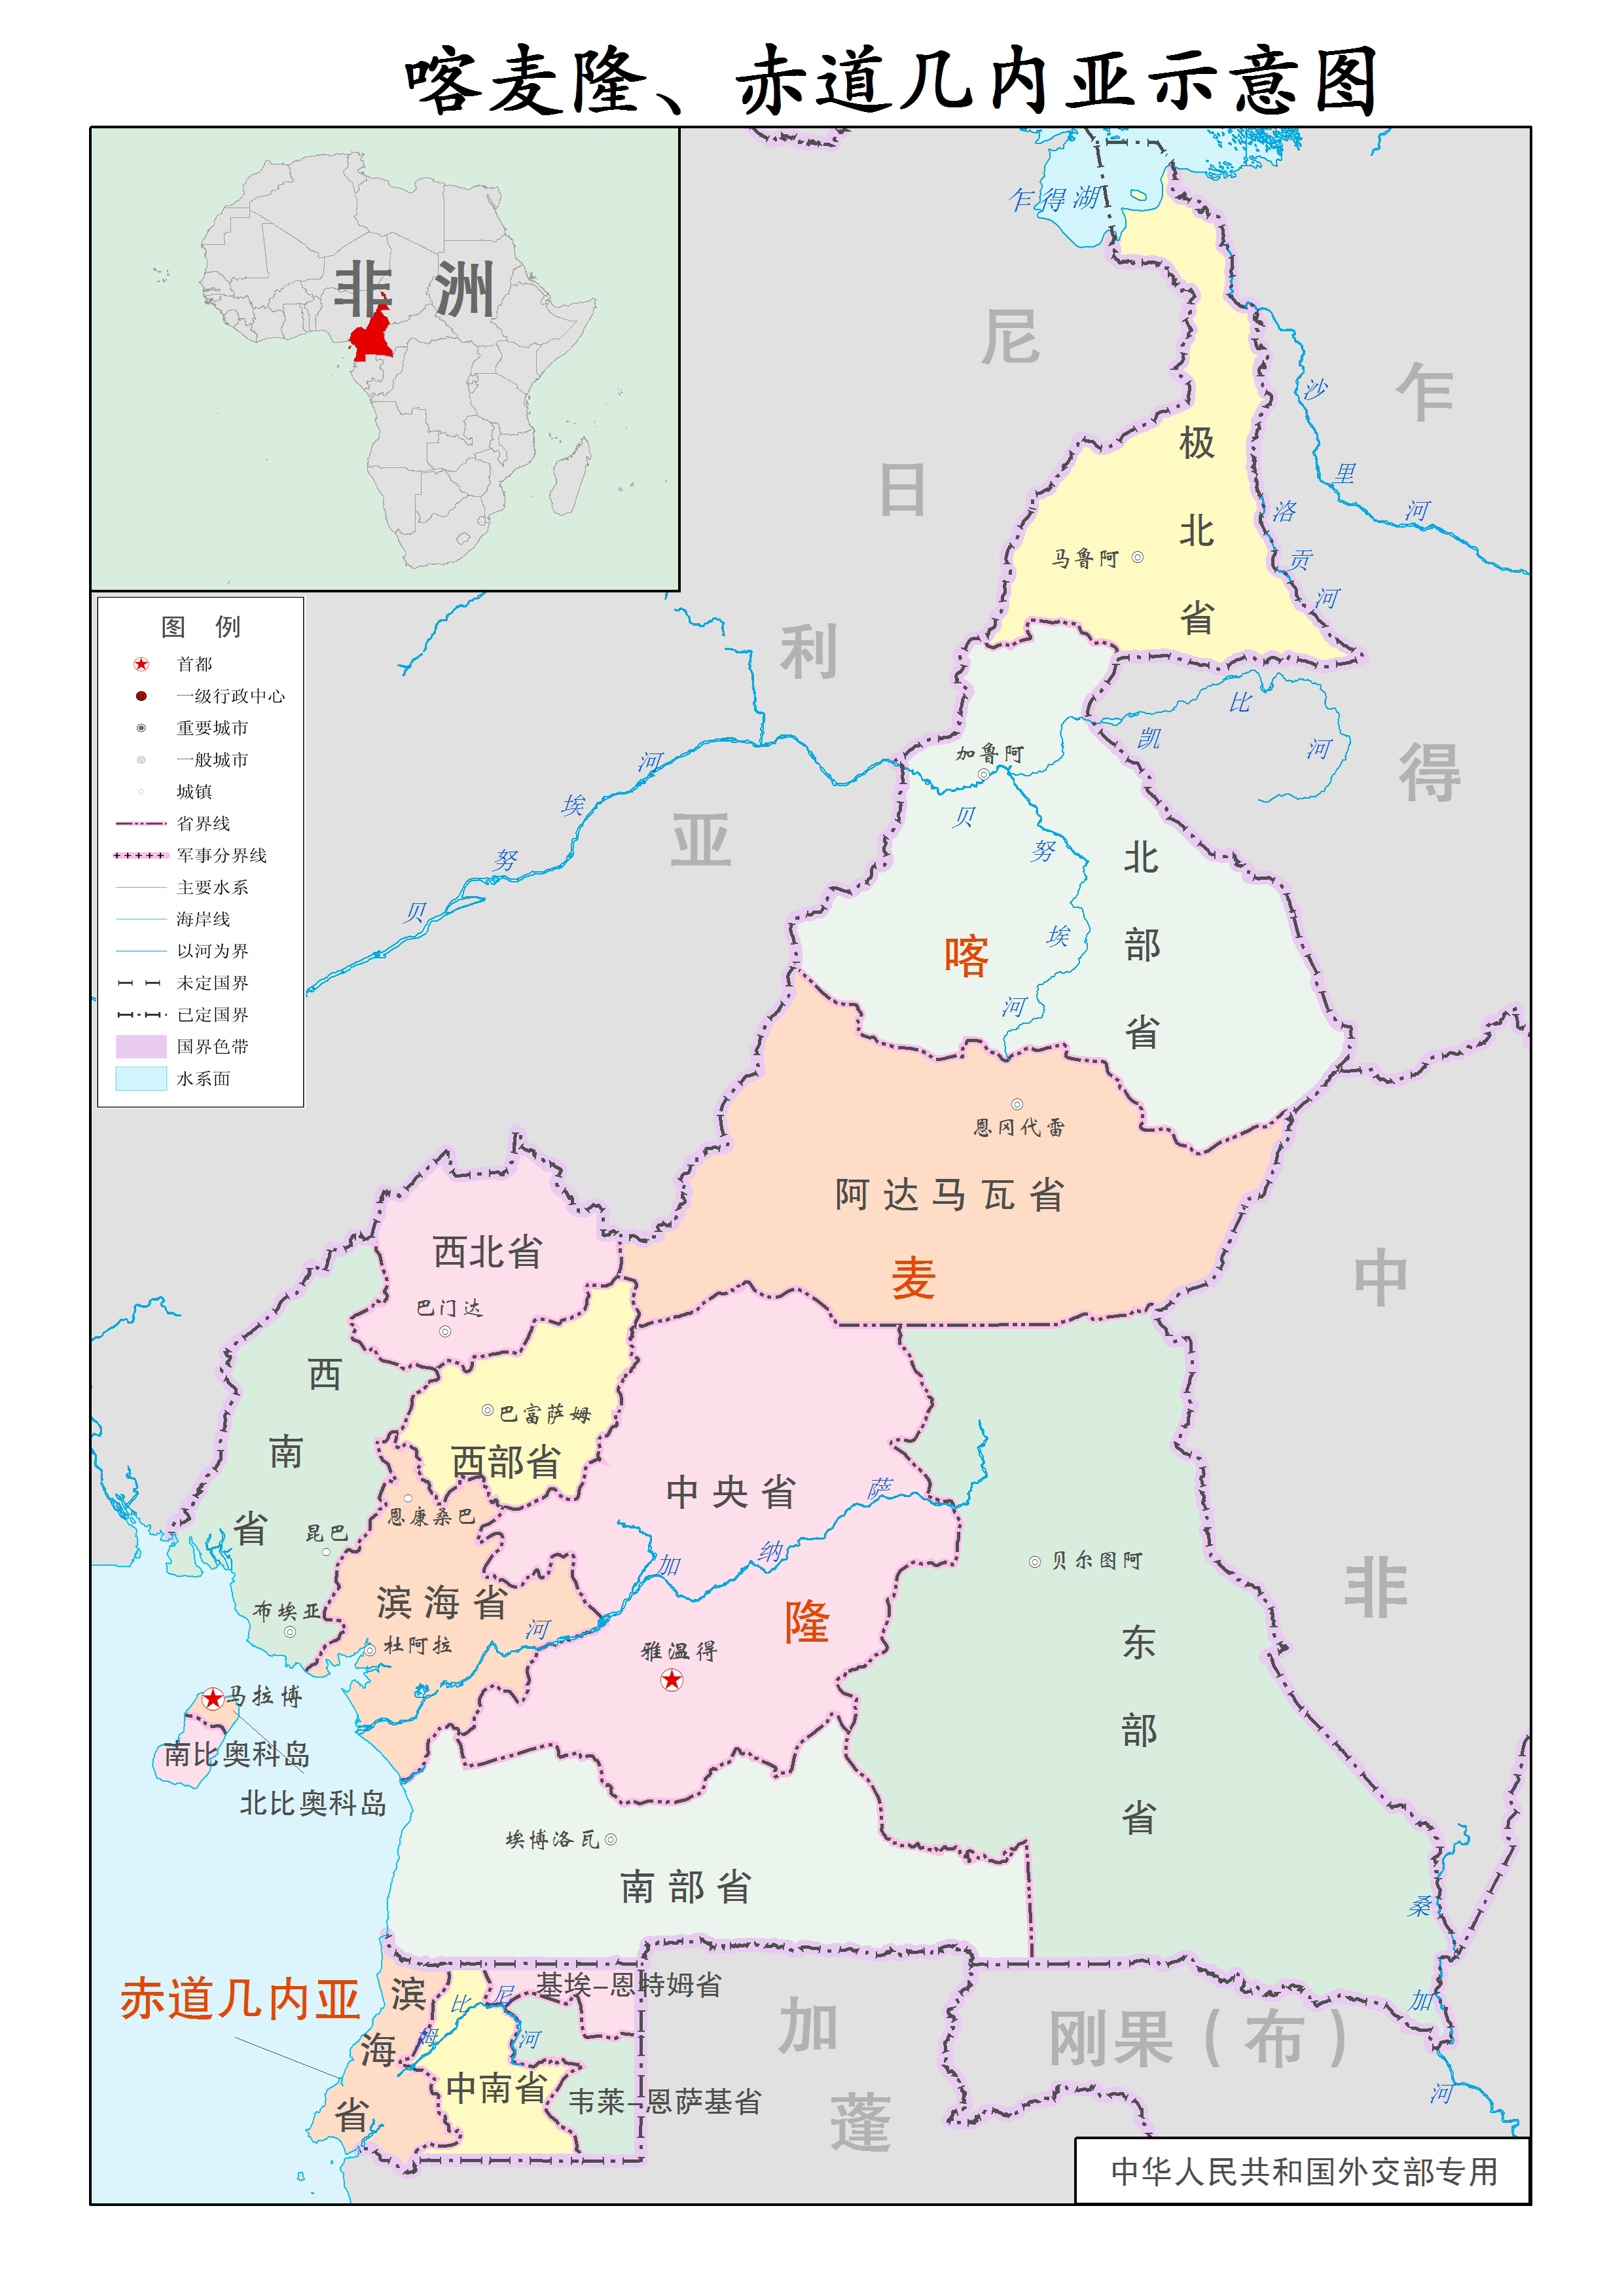 喀麦隆、赤道几内亚示意图
非洲
图 例
首都
一级行政中心
重要城市
一般城市
城镇
省界线
军事分界线
主要水系
海岸线
以河为界
未定国界
已定国界
国界色带
水系面
乍得湖
尼日利亚
乍得
中非
加蓬
刚果(布)
沙里河
洛贡河
极北省
马鲁阿
凯比河
加鲁阿
贝努埃河
贝努埃河
北部省
喀麦隆
恩冈代雷
阿达马瓦省
西北省
巴门达
西南省
昆巴
布埃亚
巴富萨姆
西部省
恩康桑巴
滨海省
杜阿拉
中央省
萨纳加河
雅温得
贝尔图阿
东部省
马拉博
南比奥科岛
北比奥科岛
埃博洛瓦
南部省
桑加河
赤道几内亚
滨海省
姆比尼河
基埃-恩特姆省
中南省
韦莱-恩萨基省
中华人民共和国外交部专用